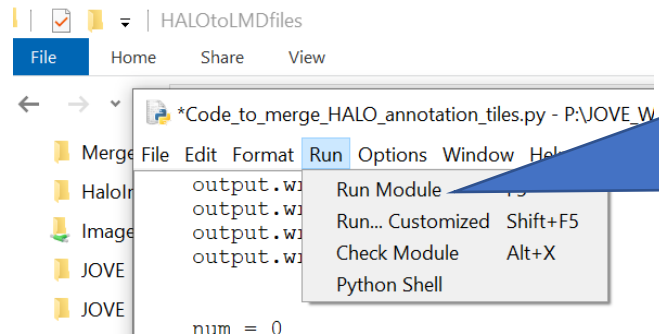 HALOtoLMDfiles
File Home Share View
*Code_to_merge_HALO_annotation_tiles.py - P:\JOVE_W
Merge File Edit Format Run Options Window Help
output.wr
Run Module
HaloIn
output.wr
Run... Customized Shift+F5
Image
output.wr
Check Module Alt+X
JOVE
output.wr
Python Shell
JOVE
num = 0